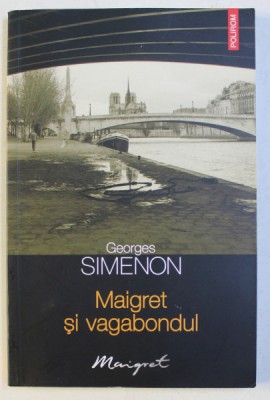 POLIROM
Georges
SIMENON
Maigret
și vagabondul
Maigret